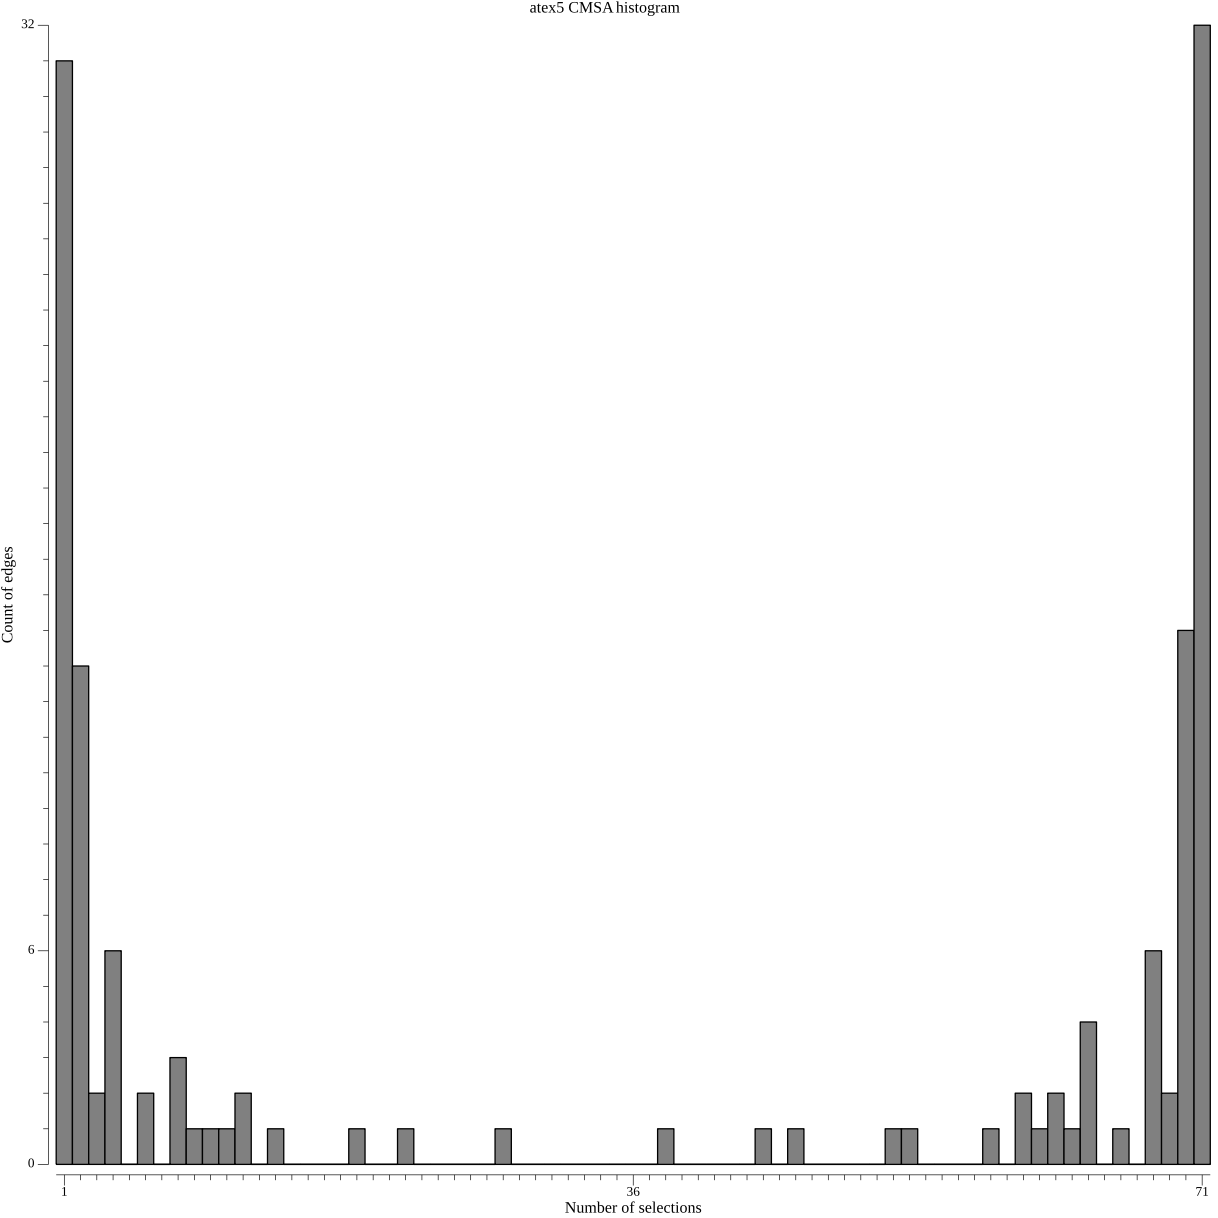 atex5 CMSA histogram
32
Count of edges
6
0
1
36
71
Number of selections